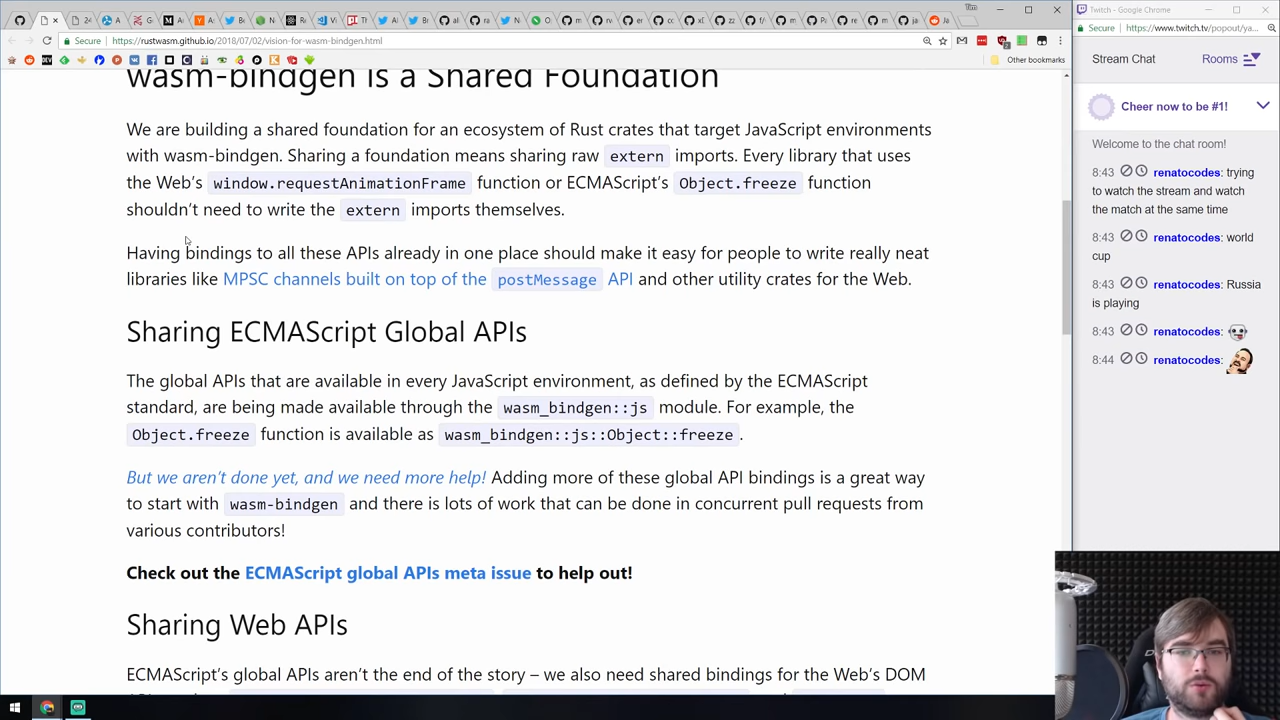 Tim
Twitch - Google Chrome
Secure
https://rustwasm.github.io/2018/07/02/vision-for-wasm-bindgen.html
Secure
https://www.twitch.tv/popout/ya...
Other bookmarks
wasm-bindgen is a Shared Foundation
We are building a shared foundation for an ecosystem of Rust crates that target JavaScript environments
with wasm-bindgen. Sharing a foundation means sharing raw extern imports. Every library that uses
the Web's window.requestAnimationFrame function or ECMAScript's Object.freeze function
shouldn't need to write the extern imports themselves.
Having bindings to all these APIs already in one place should make it easy for people to write really neat
libraries like MPSC channels built on top of the postMessage API and other utility crates for the Web.
Sharing ECMAScript Global APIs
The global APIs that are available in every JavaScript environment, as defined by the ECMAScript
standard, are being made available through the wasm_bindgen::js module. For example, the
Object.freeze function is available as wasm_bindgen::js::Object::freeze.
But we aren't done yet, and we need more help! Adding more of these global API bindings is a great way
to start with wasm-bindgen and there is lots of work that can be done in concurrent pull requests from
various contributors!
Check out the ECMAScript global APIs meta issue to help out!
Sharing Web APIs
ECMAScript's global APIs aren't the end of the story – we also need shared bindings for the Web's DOM
Stream Chat
Rooms
Cheer now to be #1!
Welcome to the chat room!
8:43 renatocodes: trying
to watch the stream and watch
the match at the same time
8:43 renatocodes: world
cup
8:43 renatocodes: Russia
is playing
8:43 renatocodes:
8:44 renatocodes: